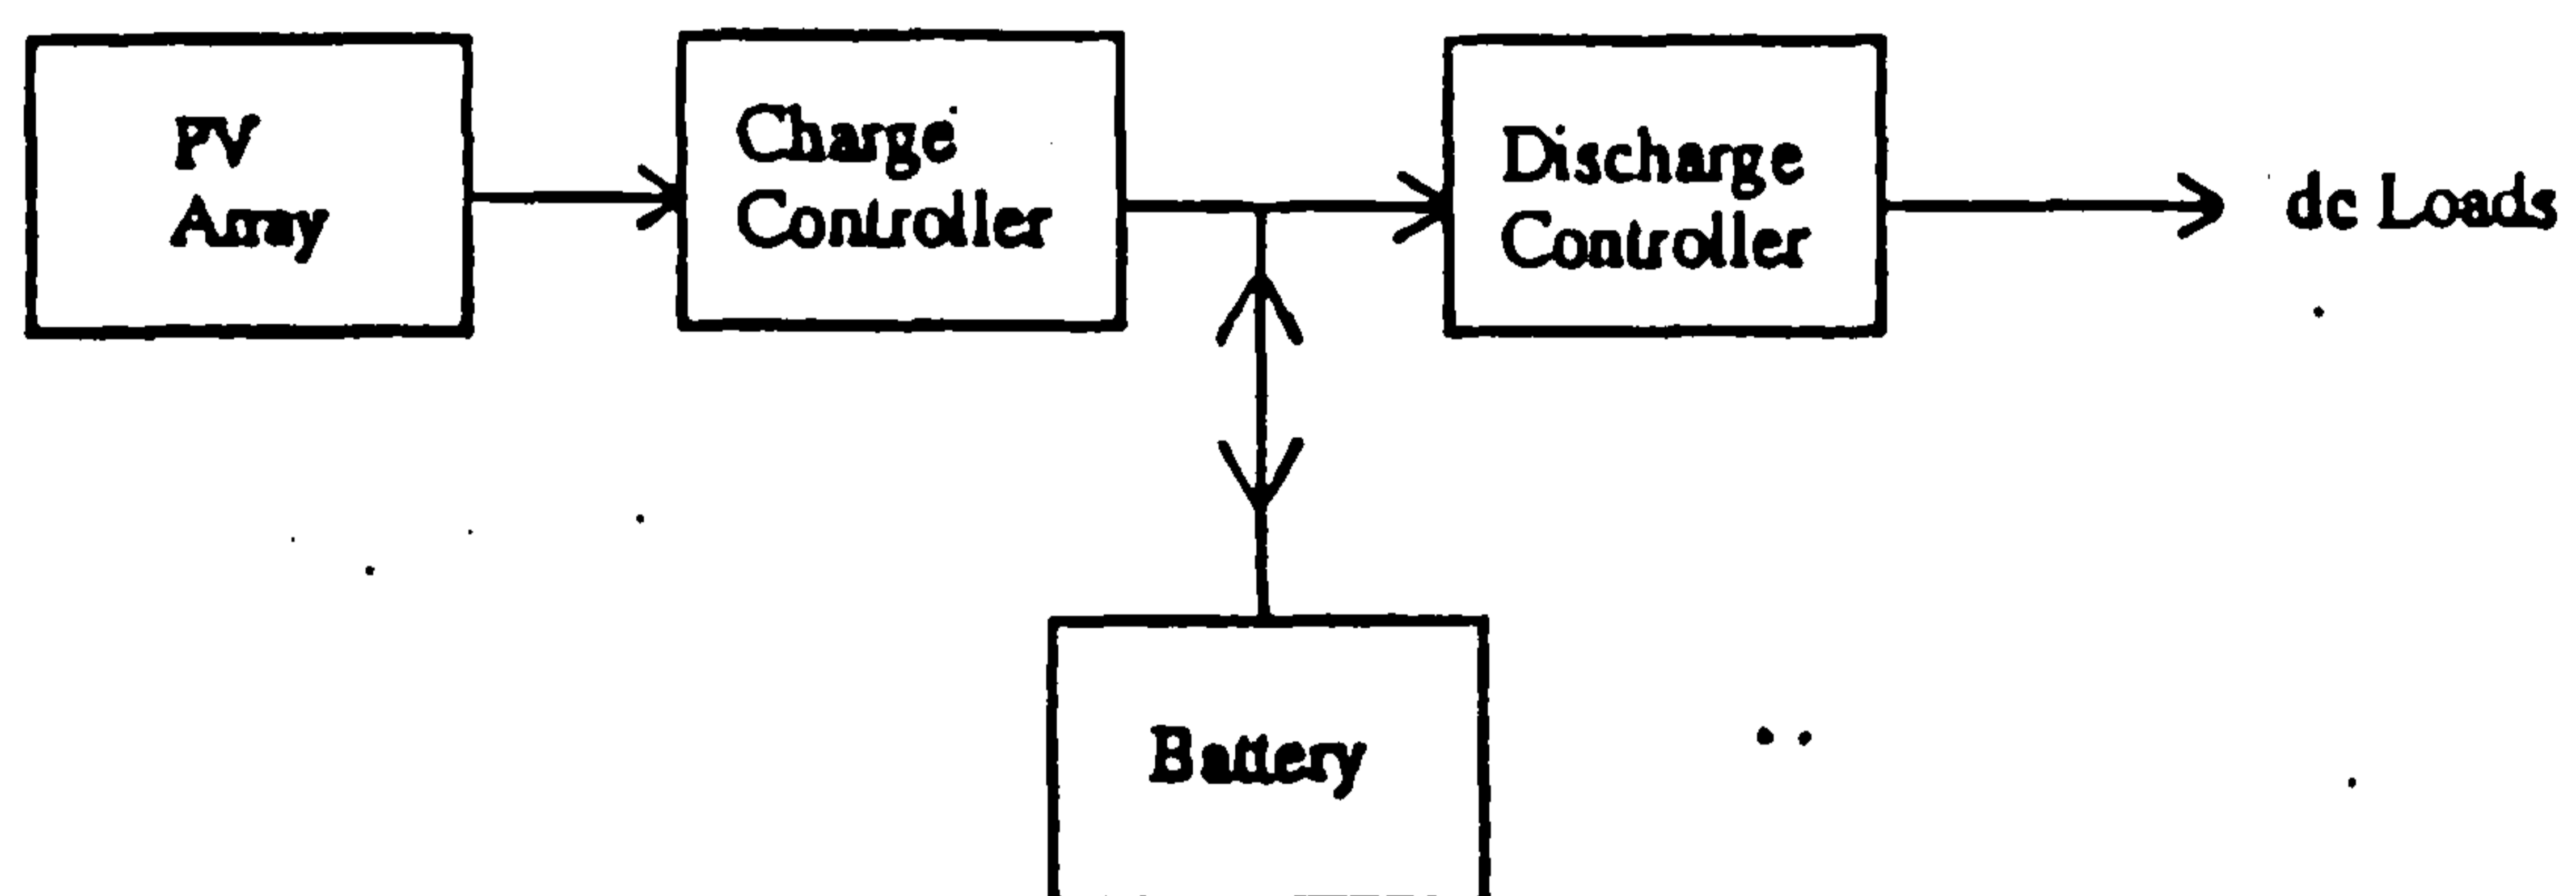 PV
Array
Charge
Controller
Discharge
Controller
dc Loads
Battery